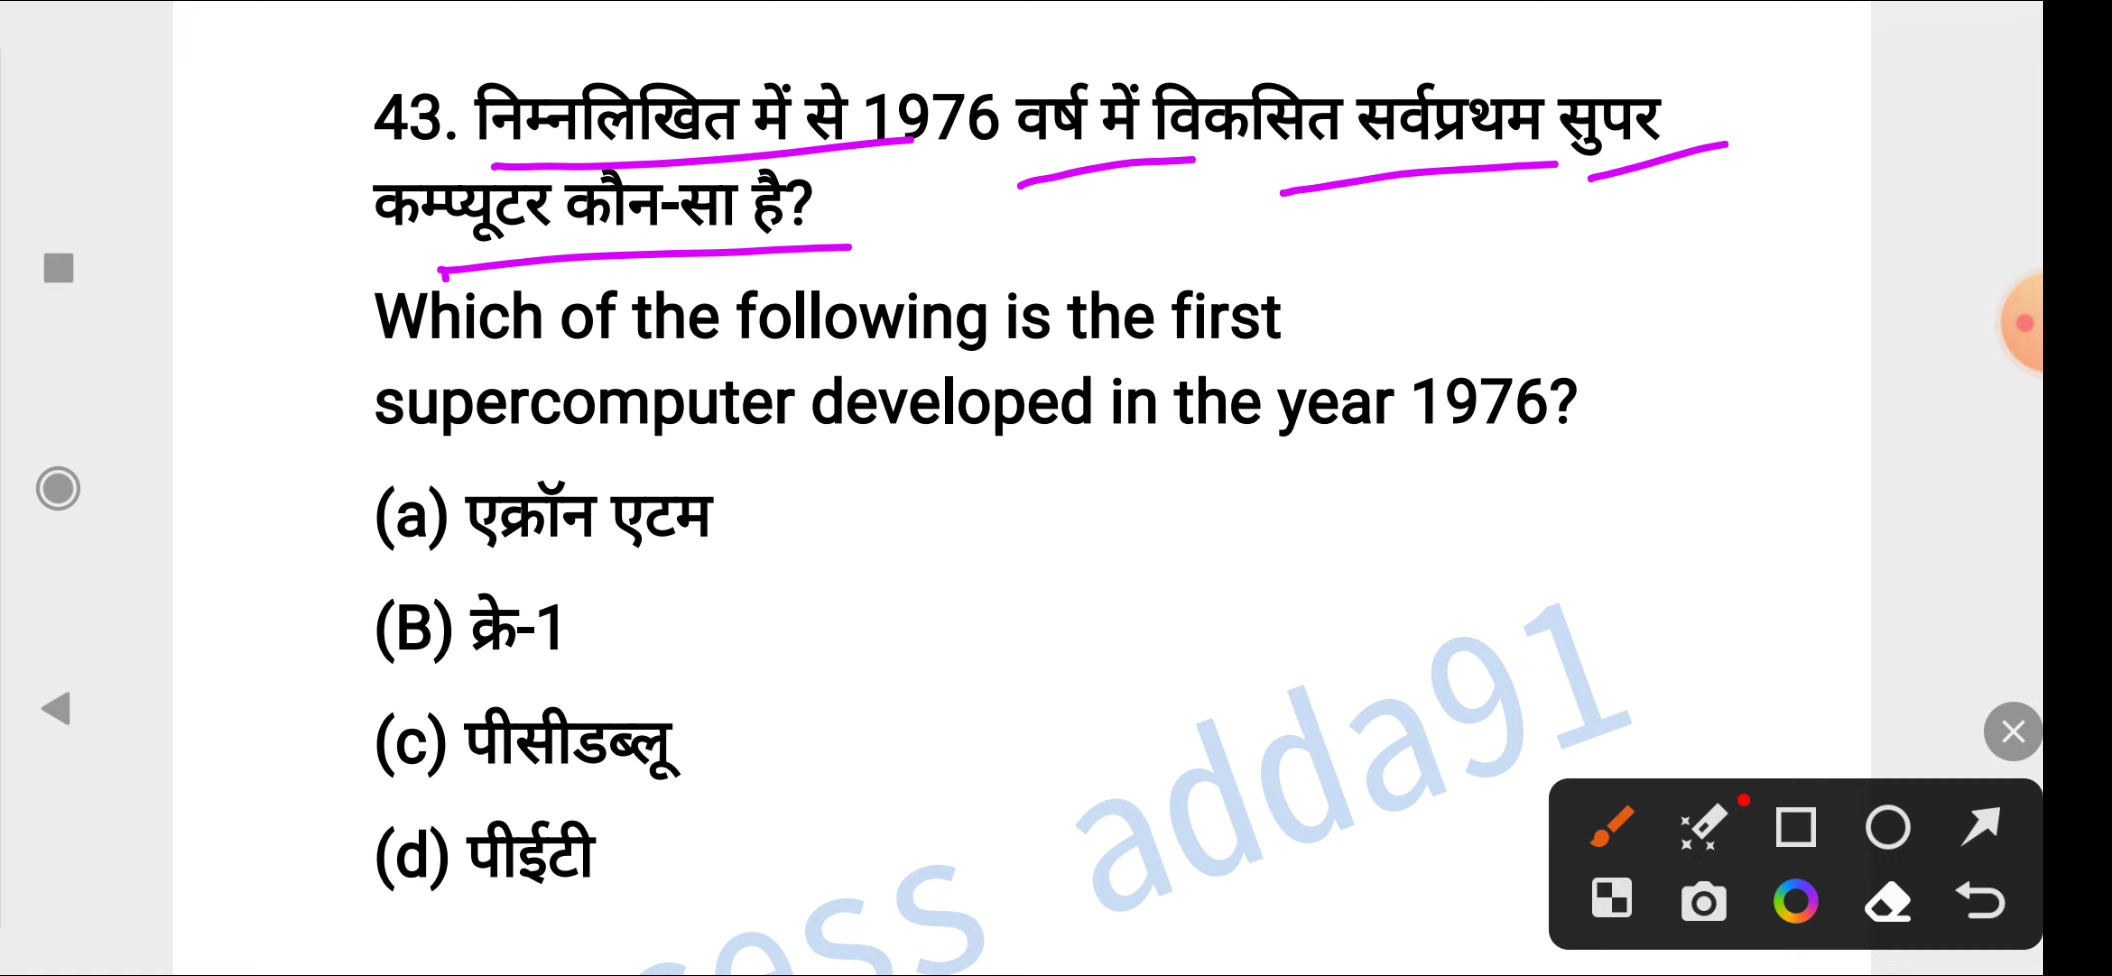 43. निम्नलिखित में से 1976 वर्ष में विकसित सर्वप्रथम सुपर
कम्प्यूटर कौन-सा है?
Which of the following is the first
supercomputer developed in the year 1976?
(a) एक्रॉन एटम
(B) क्रे-1
(c) पीसीडब्लू
(d) पीईटी
adda91